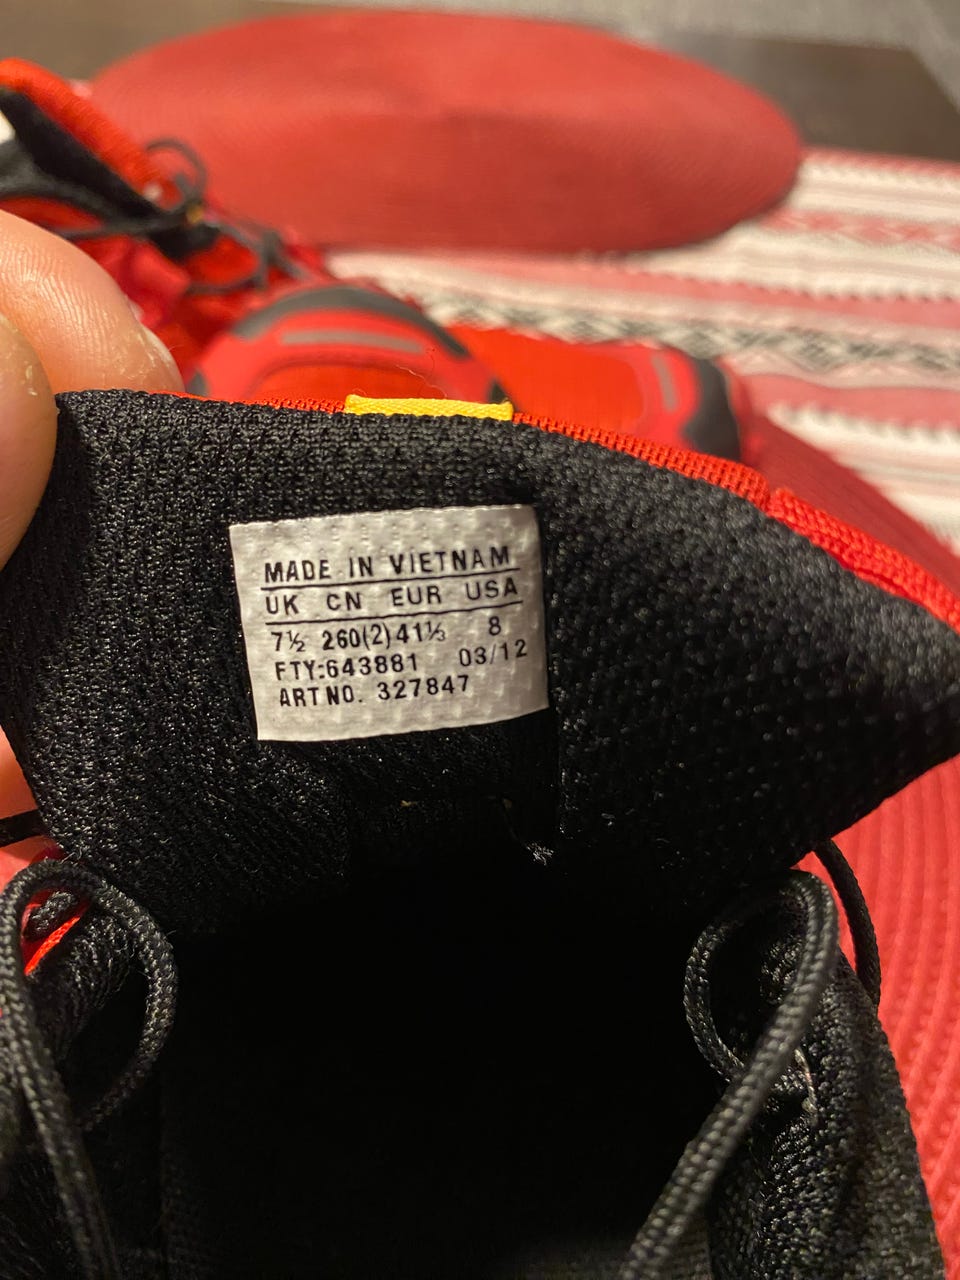 MADE IN VIETNAM
UK CN EUR USA
7½ 260(2) 41⅓ 8
FTY:643881 03/12
ART NO. 327847